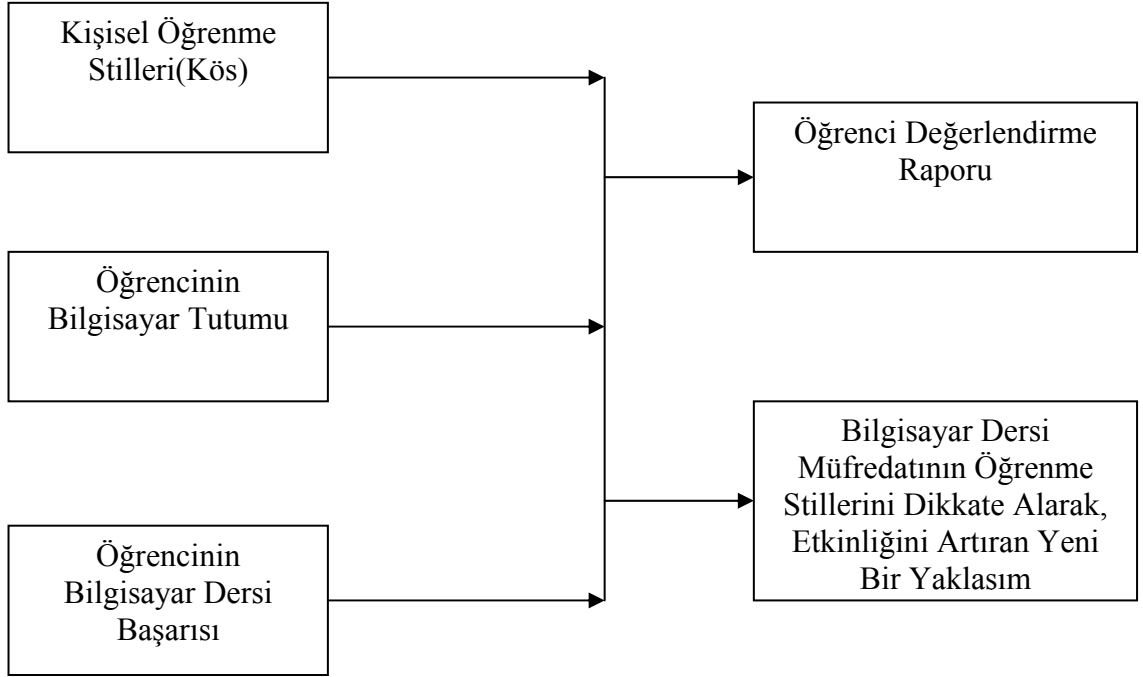 Kişisel Öğrenme
Stilleri(Kös)
Öğrencinin
Bilgisayar Tutumu
Öğrencinin
Bilgisayar Dersi
Başarısı
Öğrenci Değerlendirme
Raporu
Bilgisayar Dersi
Müfredatının Öğrenme
Stillerini Dikkate Alarak,
Etkinliğini Artıran Yeni
Bir Yaklasım